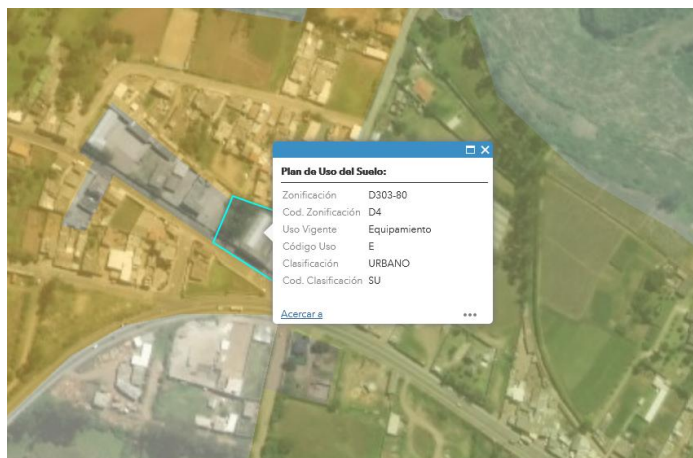 Plan de Uso del Suelo:
Zonificación D303-80
Cod. Zonificación D4
Uso Vigente Equipamiento
Código Uso E
Clasificación URBANO
Cod. Clasificación SU
Acercar a